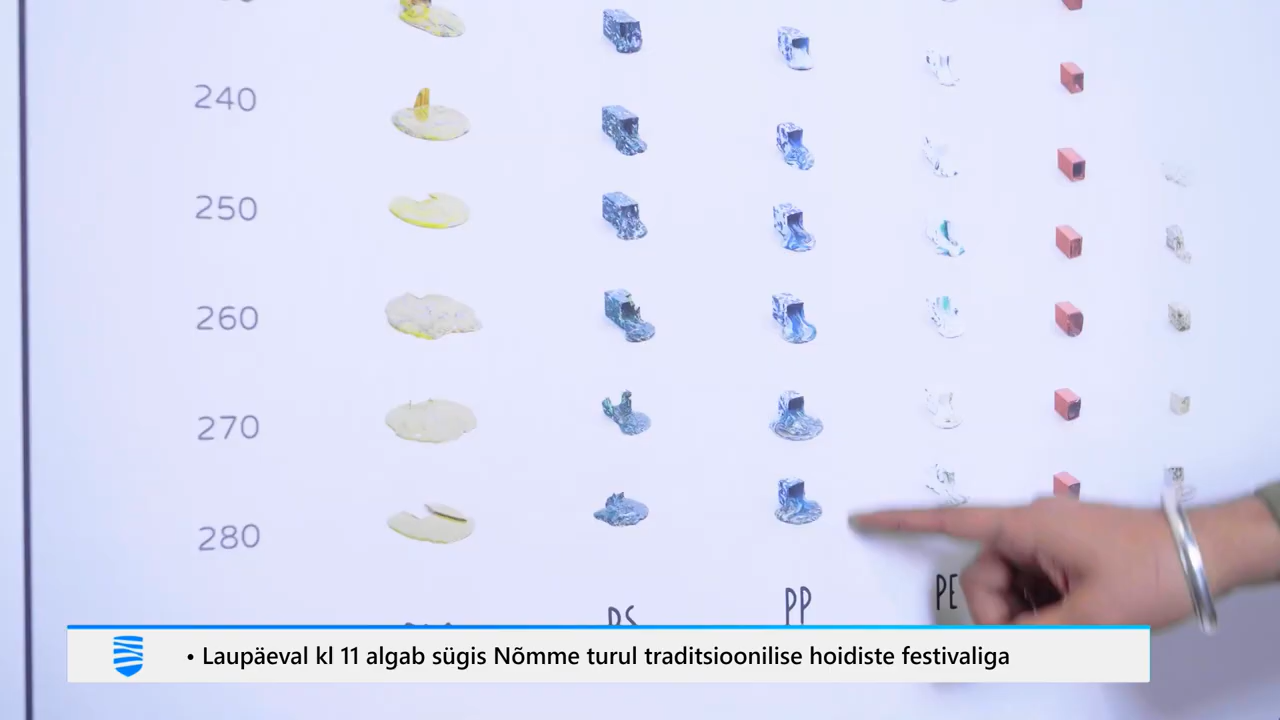 240
250
260
270
280
PS
PP
PE
• Laupäeval kl 11 algab sügis Nõmme turul traditsioonilise hoidiste festivaliga